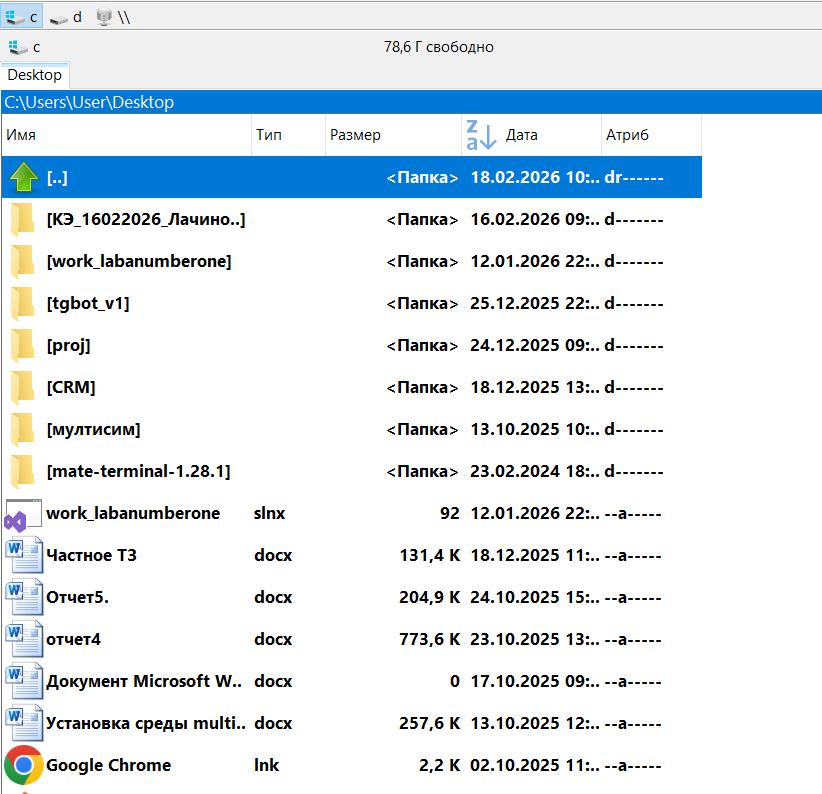 c d \\
c 78,6 Г свободно
Desktop
C:\Users\User\Desktop
Имя Тип Размер Дата Атриб
[..] <Папка> 18.02.2026 10:.. dr------
[КЭ_16022026_Лачино..] <Папка> 16.02.2026 09:.. d-------
[work_labanumberone] <Папка> 12.01.2026 22:.. d-------
[tgbot_v1] <Папка> 25.12.2025 22:.. d-------
[proj] <Папка> 24.12.2025 09:.. d-------
[CRM] <Папка> 18.12.2025 13:.. d-------
[мултисим] <Папка> 13.10.2025 10:.. d-------
[mate-terminal-1.28.1] <Папка> 23.02.2024 18:.. d-------
work_labanumberone slnx 92 12.01.2026 22:.. --a-----
Частное ТЗ docx 131,4 K 18.12.2025 11:.. --a-----
Отчет5. docx 204,9 K 24.10.2025 15:.. --a-----
отчет4 docx 773,6 K 23.10.2025 13:.. --a-----
Документ Microsoft W.. docx 0 17.10.2025 09:.. --a-----
Установка среды multi.. docx 257,6 K 13.10.2025 12:.. --a-----
Google Chrome lnk 2,2 K 02.10.2025 11:.. --a-----